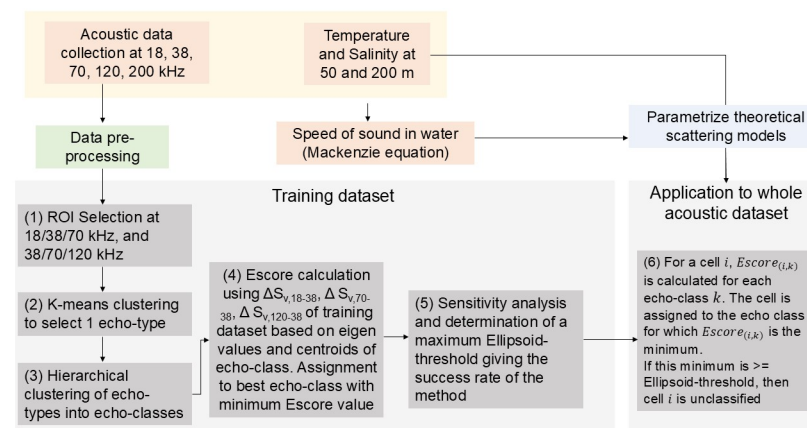 Acoustic data
collection at 18, 38,
70, 120, 200 kHz
Temperature
and Salinity at
50 and 200 m
Data pre-
processing
Speed of sound in water
(Mackenzie equation)
Parametrize theoretical
scattering models
Training dataset
Application to whole
acoustic dataset
(1) ROI Selection at
18/38/70 kHz, and
38/70/120 kHz
(2) K-means clustering
to select 1 echo-type
(3) Hierarchical
clustering of echo-
types into echo-classes
(4) Escore calculation
using ΔSv,18-38, Δ Sv,70-
38, Δ Sv,120-38 of training
dataset based on eigen
values and centroids of
echo-class. Assignment
to best echo-class with
minimum Escore value
(5) Sensitivity analysis
and determination of a
maximum Ellipsoid-
threshold giving the
success rate of the
method
(6) For a cell i, Escore(i,k)
is calculated for each
echo-class k. The cell is
assigned to the echo class
for which Escore(i,k) is the
minimum.
If this minimum is >=
Ellipsoid-threshold, then
cell i is unclassified